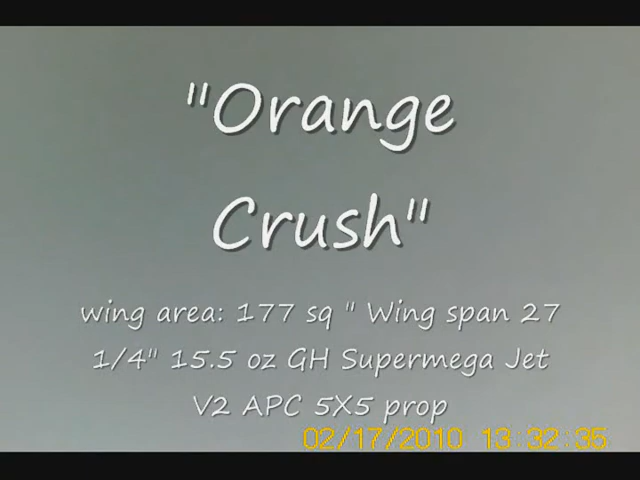 "Orange
Crush"
wing area: 177 sq " Wing span 27
1/4" 15.5 oz GH Supermega Jet
V2 APC 5X5 prop
02/17/2010 13:32:35